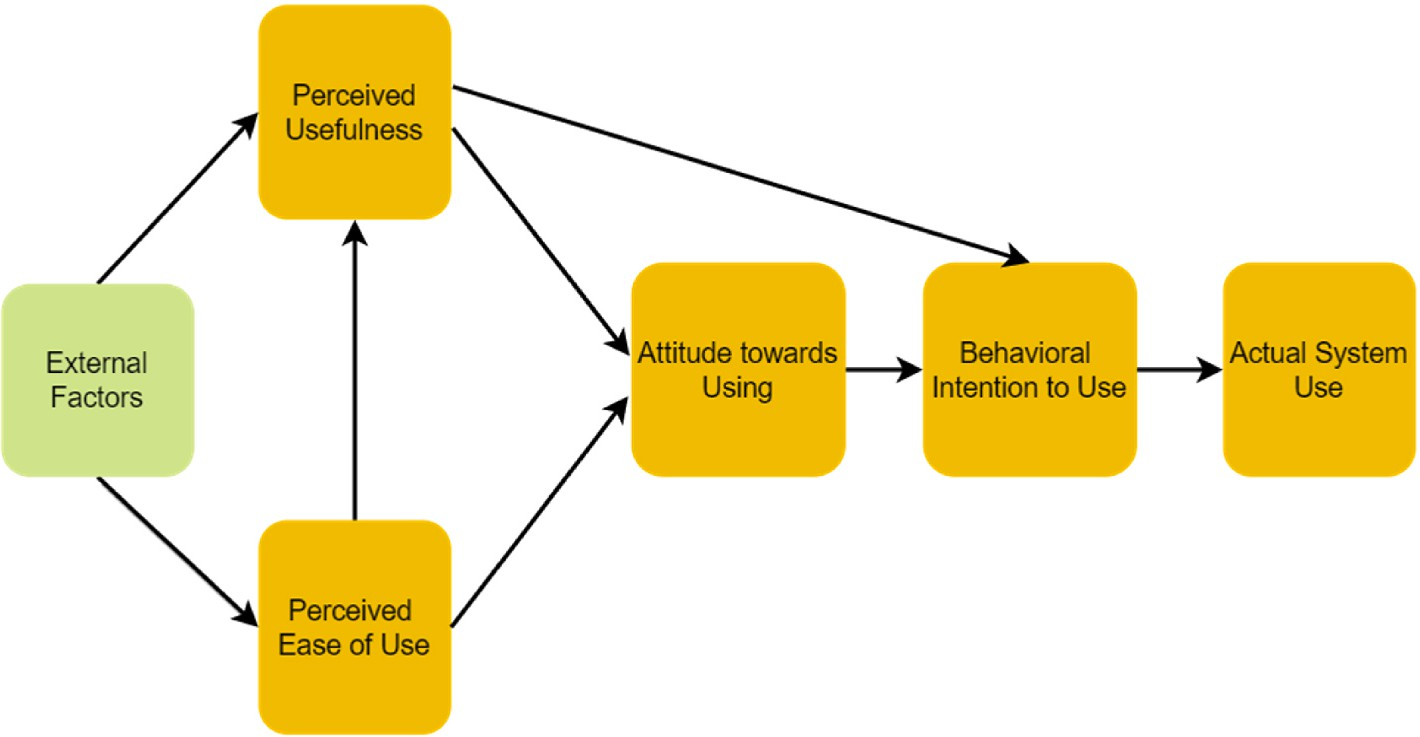 Perceived
Usefulness
External
Factors
Attitude towards
Using
Behavioral
Intention to Use
Actual System
Use
Perceived
Ease of Use